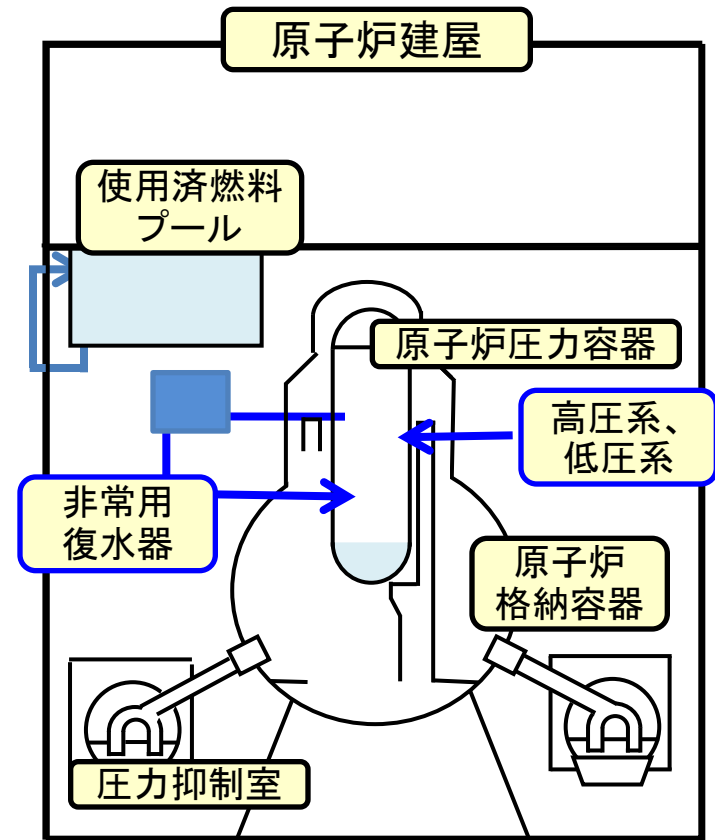 原子炉建屋
使用済燃料
プール
原子炉圧力容器
高圧系、
低圧系
非常用
復水器
原子炉
格納容器
圧力抑制室